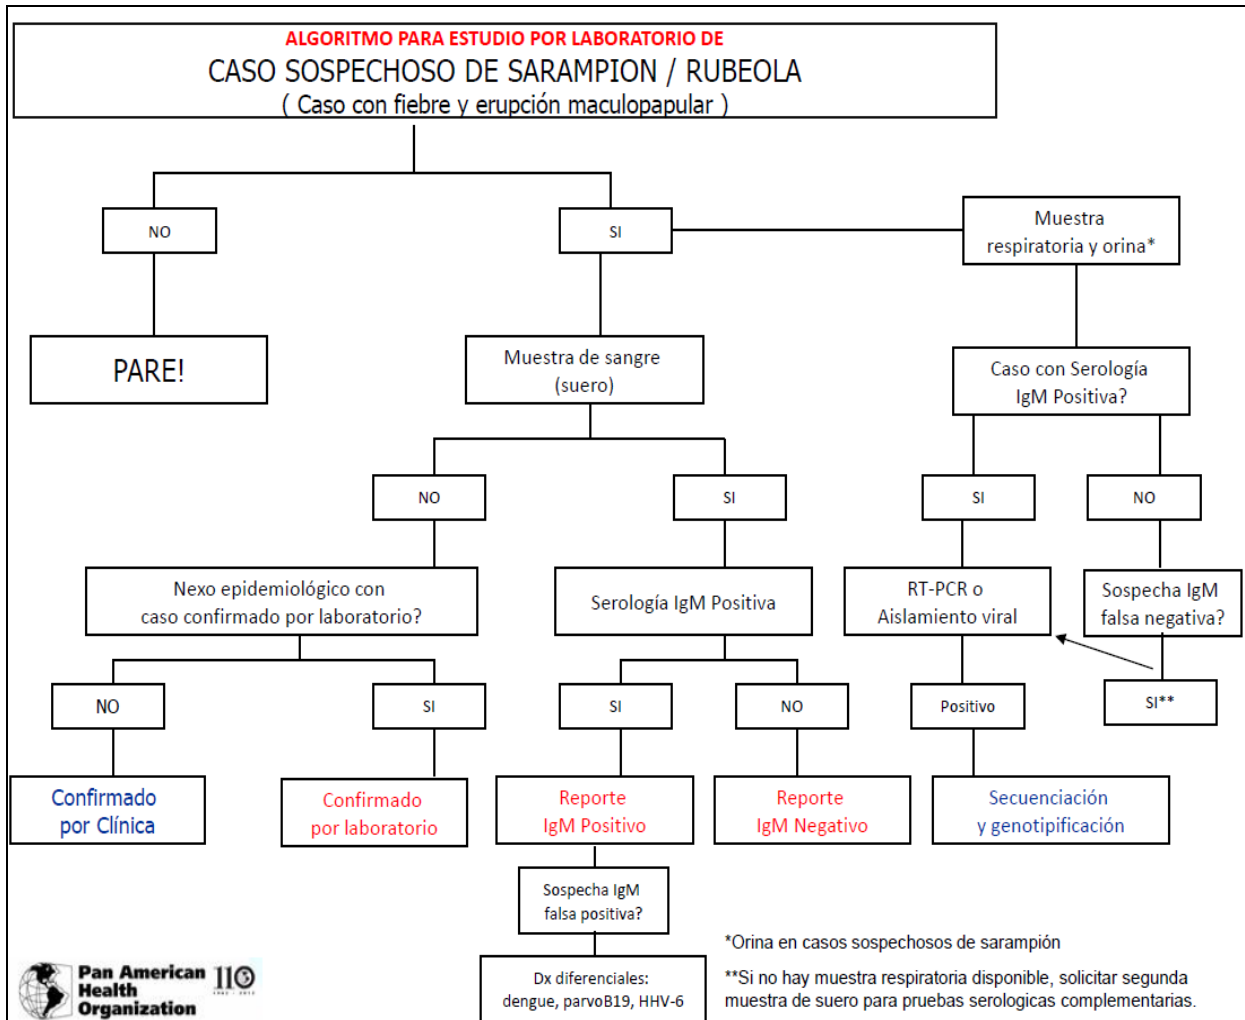 ALGORITMO PARA ESTUDIO POR LABORATORIO DE
CASO SOSPECHOSO DE SARAMPION / RUBEOLA
( Caso con fiebre y erupción maculopapular )
NO
SI
Muestra
respiratoria y orina*
PARE!
Muestra de sangre
(suero)
Caso con Serología
IgM Positiva?
NO
SI
SI
NO
Nexo epidemiológico con
caso confirmado por laboratorio?
Serología IgM Positiva
RT-PCR o
Aislamiento viral
Sospecha IgM
falsa negativa?
NO
SI
SI
NO
Positivo
SI**
Confirmado
por Clínica
Confirmado
por laboratorio
Reporte
IgM Positivo
Reporte
IgM Negativo
Secuenciación
y genotipificación
Sospecha IgM
falsa positiva?
Dx diferenciales:
dengue, parvoB19, HHV-6
*Orina en casos sospechosos de sarampión
**Si no hay muestra respiratoria disponible, solicitar segunda
muestra de suero para pruebas serologicas complementarias.
Pan American
Health
Organization
110